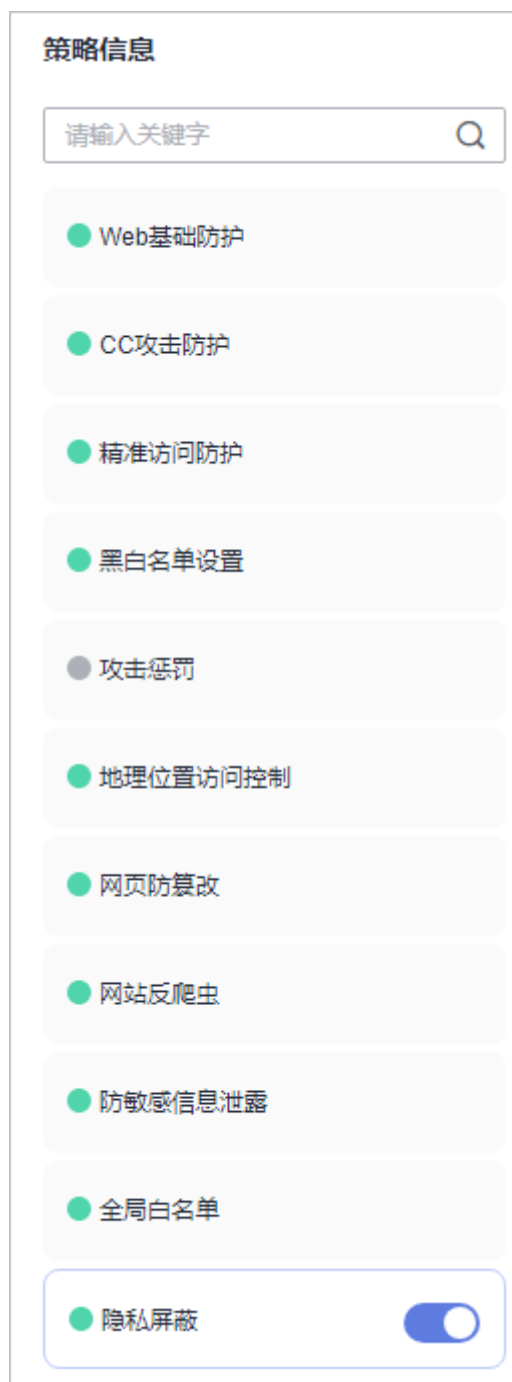 策略信息
请输入关键字
Web基础防护
CC攻击防护
精准访问防护
黑白名单设置
攻击惩罚
地理位置访问控制
网页防篡改
网站反爬虫
防敏感信息泄露
全局白名单
隐私屏蔽